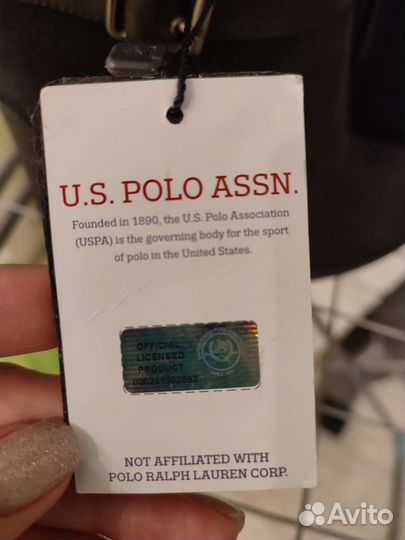 U.S. POLO ASSN.
Founded in 1890, the U.S. Polo Association
(USPA) is the governing body for the sport
of polo in the United States.
OFFICIAL
LICENSED
PRODUCT
000251502552
NOT AFFILIATED WITH
POLO RALPH LAUREN CORP.
Avito